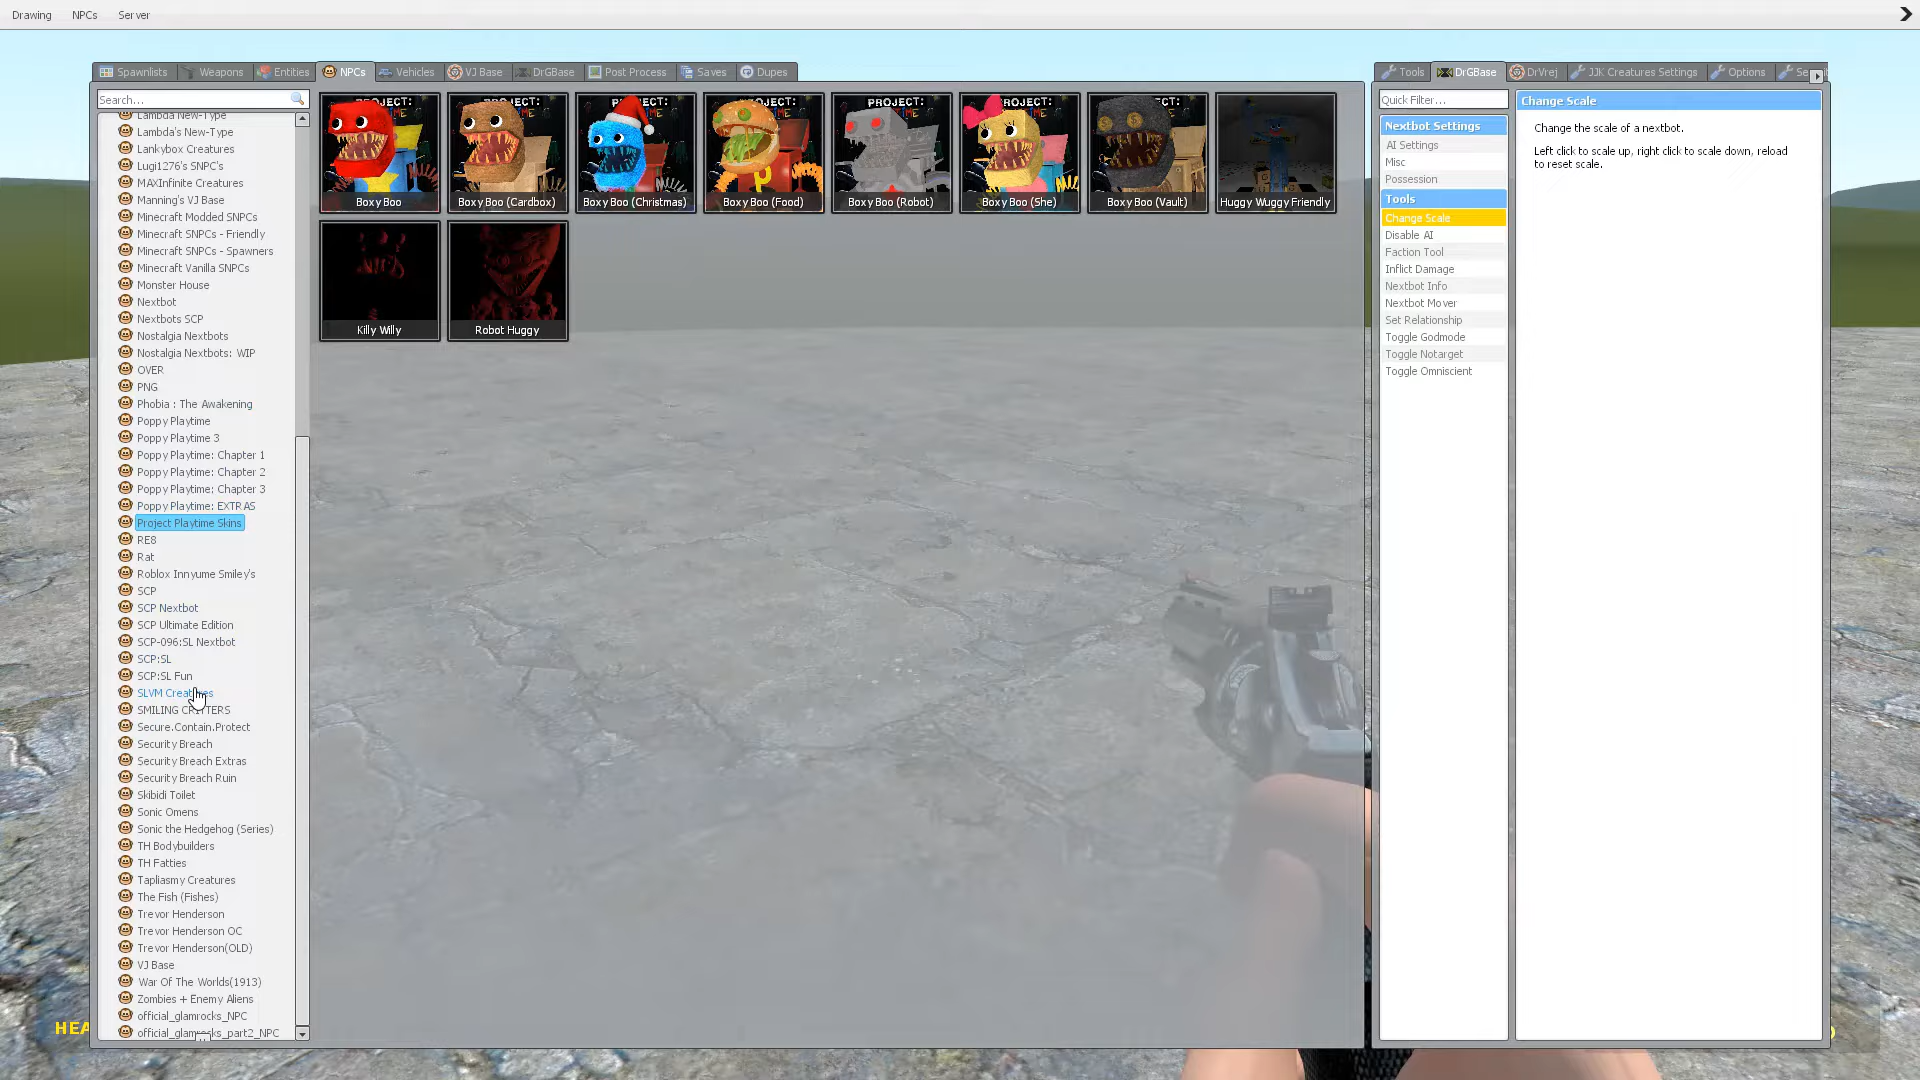 Drawing NPCs Server
Spawnlists Weapons Entities NPCs Vehicles VJ Base DrGBase Post Process Saves Dupes
Search...
Lambda New-Type
Lambda's New-Type
Lankybox Creatures
Lugi1276's SNPC's
MAXInfinite Creatures
Manning's VJ Base
Minecraft Modded SNPCs
Minecraft SNPCs - Friendly
Minecraft SNPCs - Spawners
Minecraft Vanilla SNPCs
Monster House
Nextbot
Nextbots SCP
Nostalgia Nextbots
Nostalgia Nextbots: WIP
OVER
PNG
Phobia : The Awakening
Poppy Playtime
Poppy Playtime 3
Poppy Playtime: Chapter 1
Poppy Playtime: Chapter 2
Poppy Playtime: Chapter 3
Poppy Playtime: EXTRAS
Project Playtime Skins
RE8
Rat
Roblox Innyume Smiley's
SCP
SCP Nextbot
SCP Ultimate Edition
SCP-096:SL Nextbot
SCP:SL
SCP:SL Fun
SLVM Creatures
SMILING CRITTERS
Secure.Contain.Protect
Security Breach
Security Breach Extras
Security Breach Ruin
Skibidi Toilet
Sonic Omens
Sonic the Hedgehog (Series)
TH Bodybuilders
TH Fatties
Tapliasmy Creatures
The Fish (Fishes)
Trevor Henderson
Trevor Henderson OC
Trevor Henderson(OLD)
VJ Base
War Of The Worlds(1913)
Zombies + Enemy Aliens
official_glamrocks_NPC
official_glamrocks_part2_NPC
Boxy Boo Boxy Boo (Cardbox) Boxy Boo (Christmas) Boxy Boo (Food) Boxy Boo (Robot) Boxy Boo (She) Boxy Boo (Vault) Huggy Wuggy Friendly
Killy Willy Robot Huggy
Tools DrGBase DrVrej JJK Creatures Settings Options
Quick Filter...
Nextbot Settings
AI Settings
Misc
Possession
Tools
Change Scale
Disable AI
Faction Tool
Inflict Damage
Nextbot Info
Nextbot Mover
Set Relationship
Toggle Godmode
Toggle Notarget
Toggle Omniscient
Change Scale
Change the scale of a nextbot.
Left click to scale up, right click to scale down, reload
to reset scale.
HEA